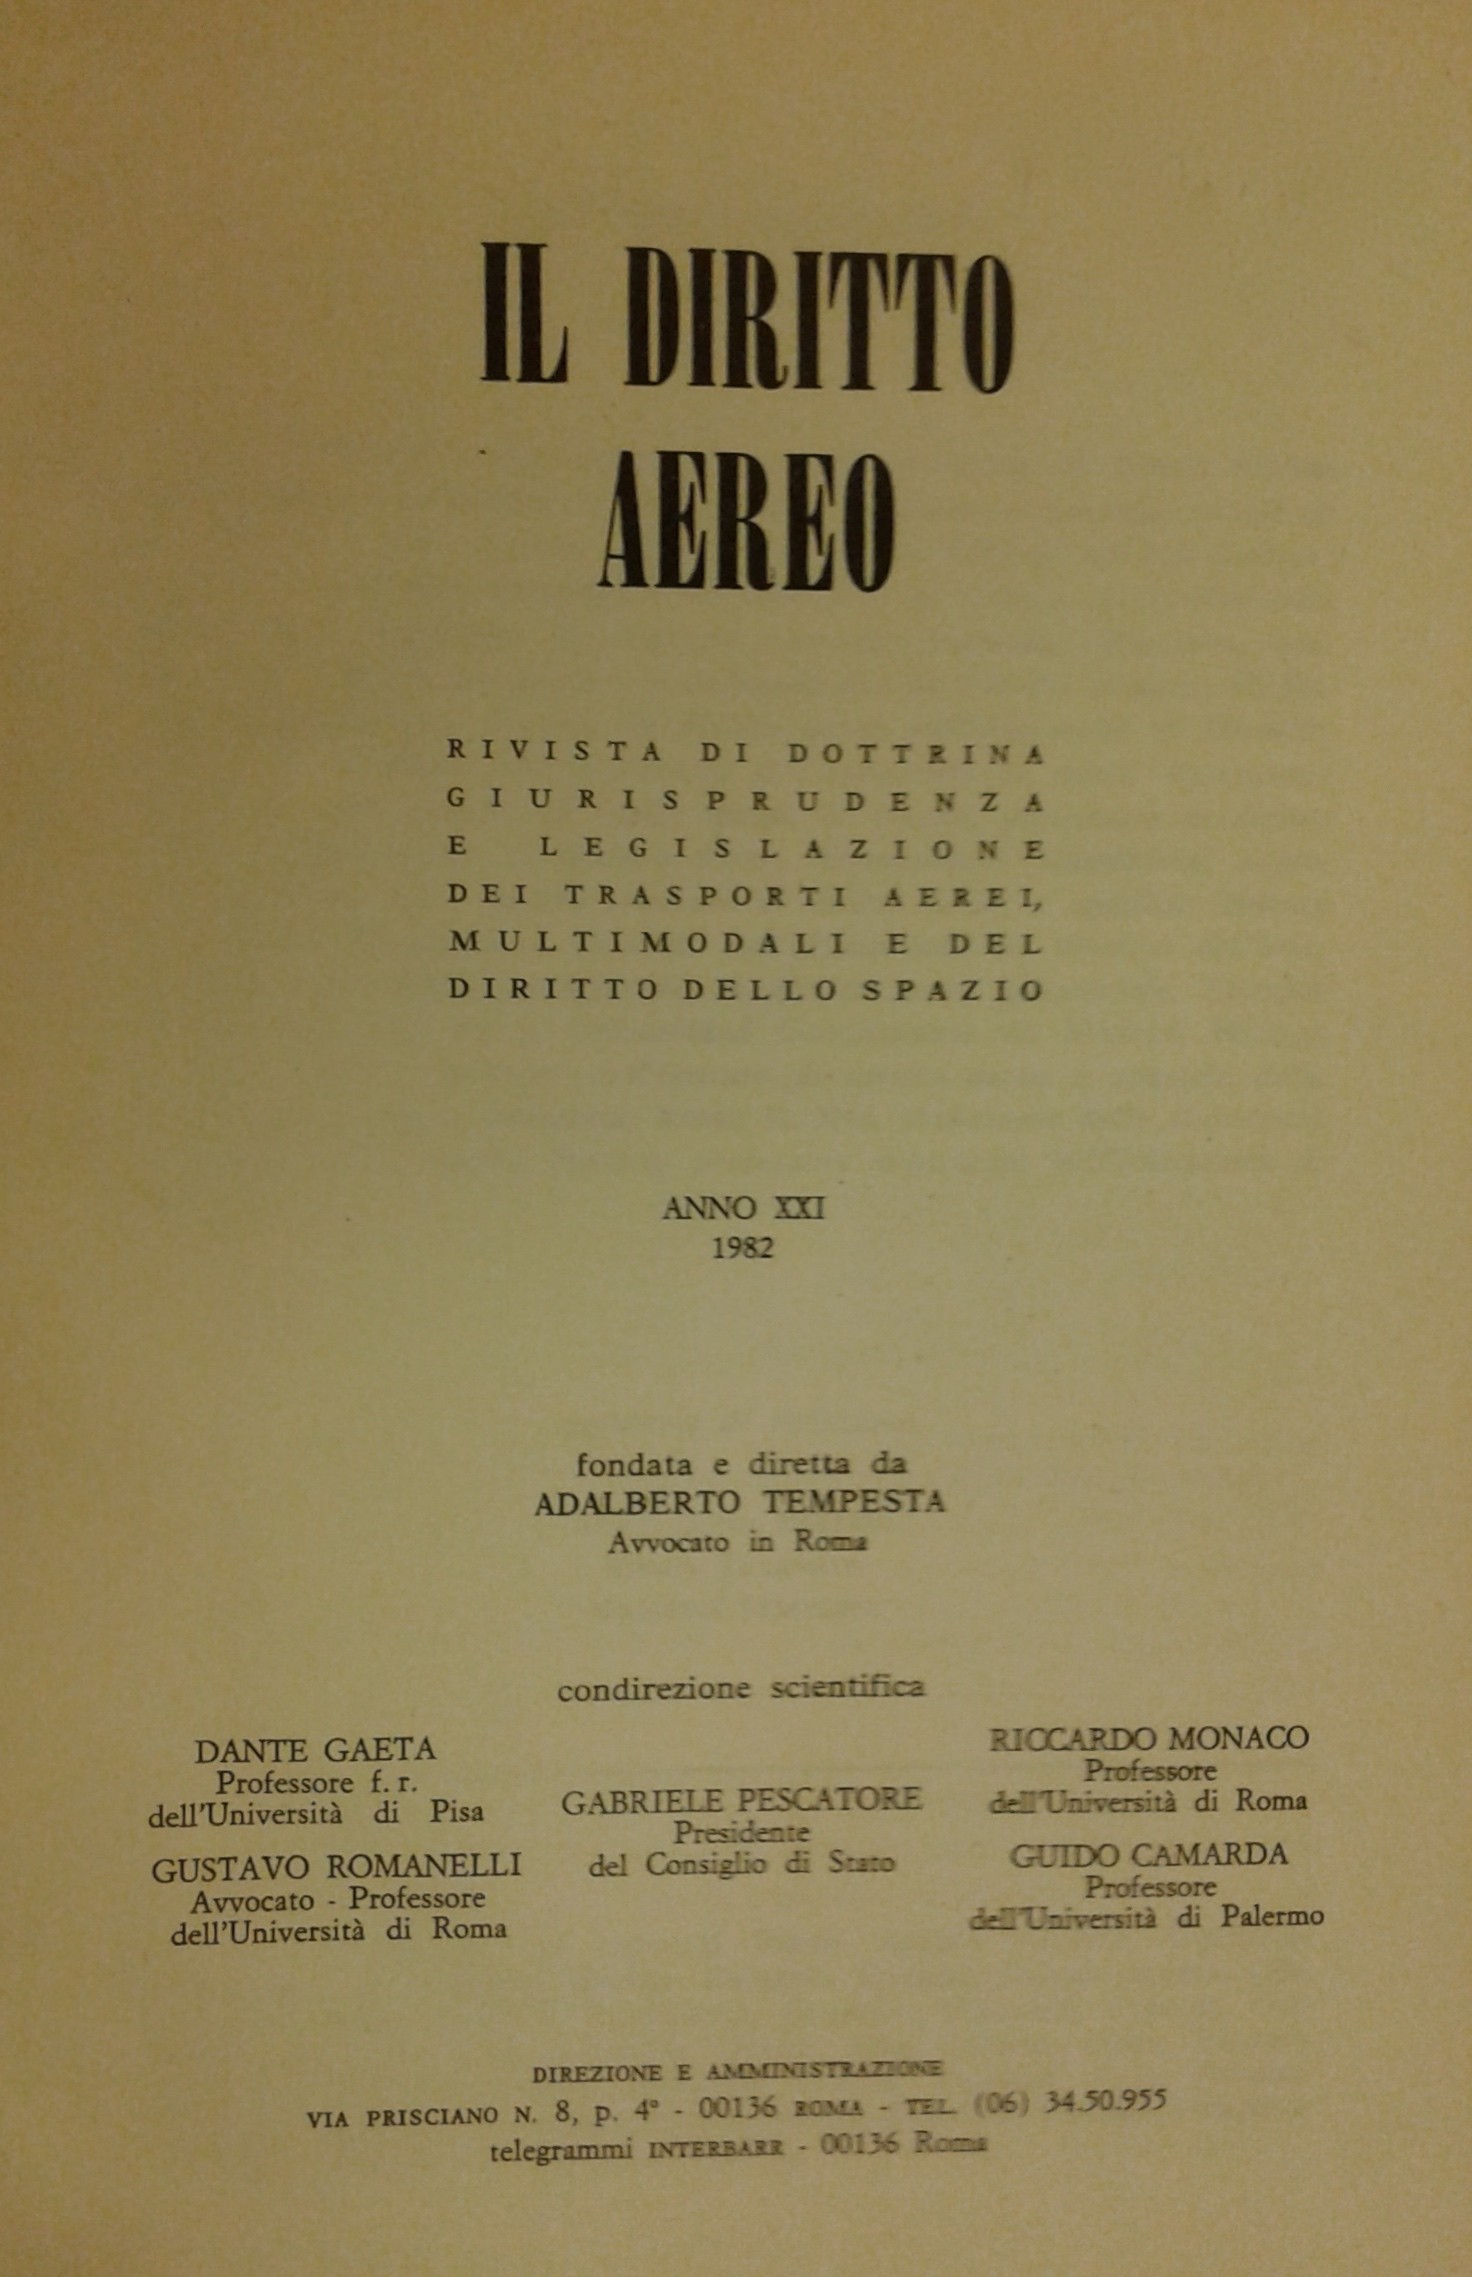 IL DIRITTO
AEREO
RIVISTA DI DOTTRINA
GIURISPRUDENZA
E LEGISLAZIONE
DEI TRASPORTI AEREI,
MULTIMODALI E DEL
DIRITTO DELLO SPAZIO
ANNO XXI
1982
fondata e diretta da
ADALBERTO TEMPESTA
Avvocato in Roma
condirezione scientifica
DANTE GAETA
Professore f. r.
dell'Università di Pisa
GUSTAVO ROMANELLI
Avvocato - Professore
dell'Università di Roma
GABRIELE PESCATORE
Presidente
del Consiglio di Stato
RICCARDO MONACO
Professore
dell'Università di Roma
GUIDO CAMARDA
Professore
dell'Università di Palermo
DIREZIONE E AMMINISTRAZIONE
VIA PRISCIANO N. 8, p. 4° - 00136 ROMA - TEL. (06) 34.50.955
telegrammi INTERBARR - 00136 Roma